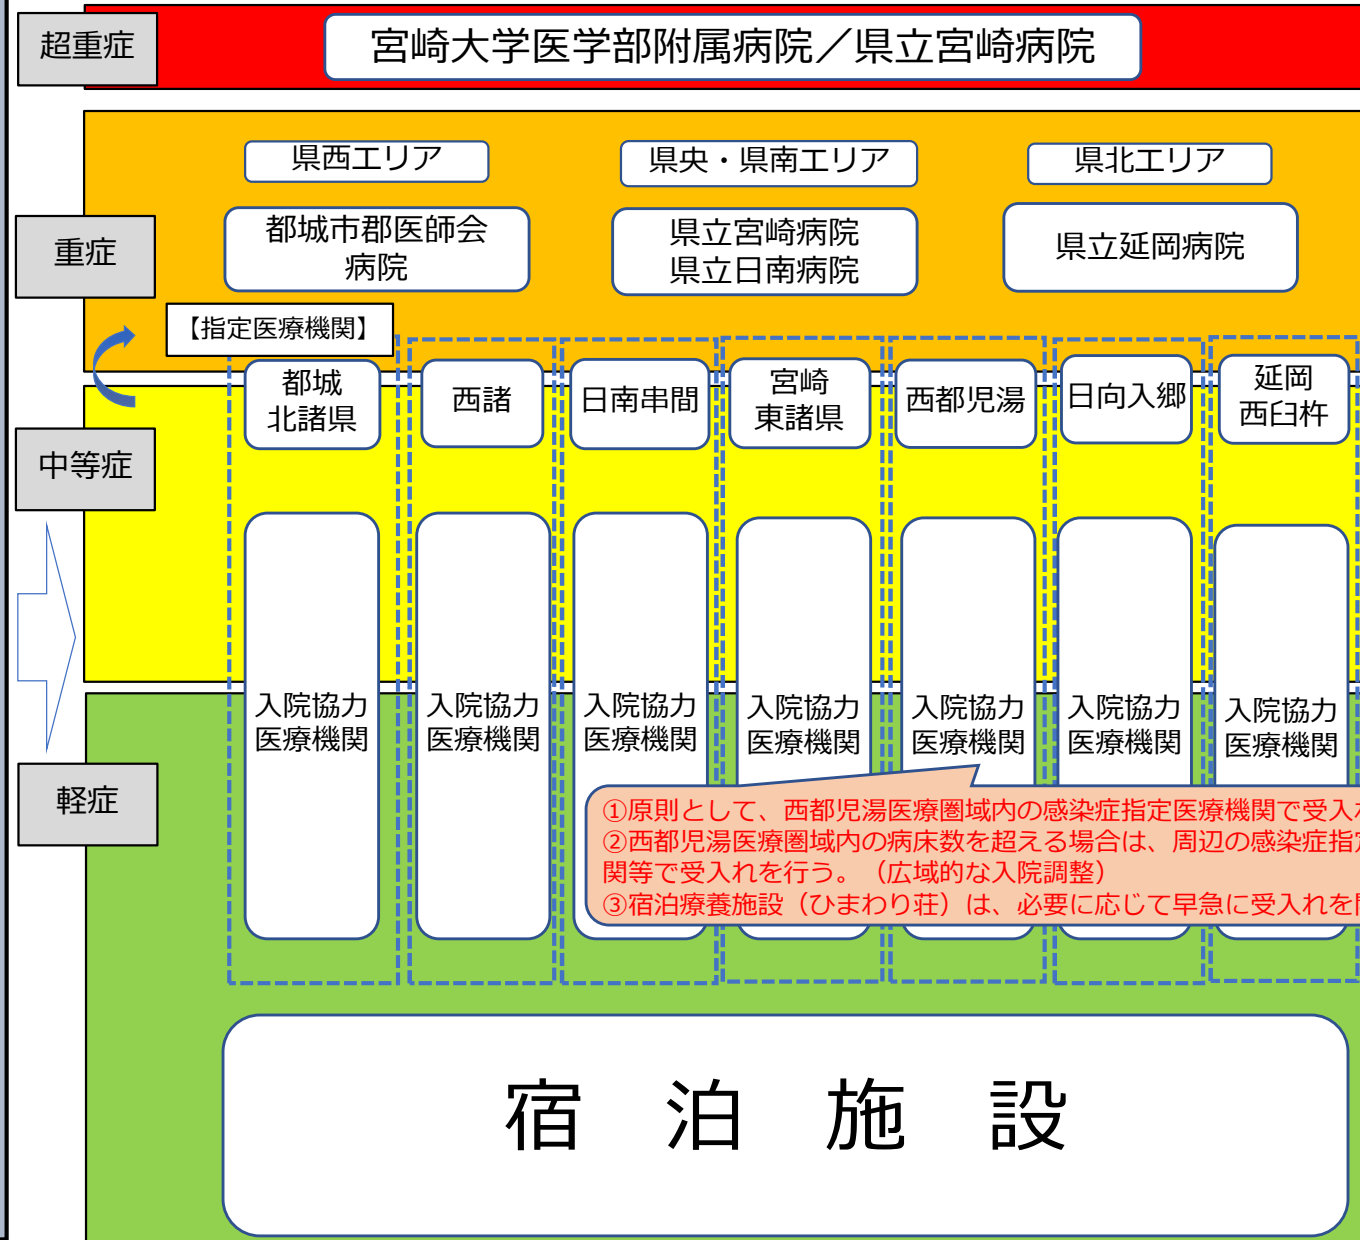 超重症
宮崎大学医学部附属病院／県立宮崎病院
県西エリア
県央・県南エリア
県北エリア
重症
都城市郡医師会
病院
県立宮崎病院
県立日南病院
県立延岡病院
【指定医療機関】
中等症
都城
北諸県
西諸
日南串間
宮崎
東諸県
西都児湯
日向入郷
延岡
西臼杵
入院協力
医療機関
入院協力
医療機関
入院協力
医療機関
入院協力
医療機関
入院協力
医療機関
入院協力
医療機関
入院協力
医療機関
軽症
①原則として、西都児湯医療圏域内の感染症指定医療機関で受入
②西都児湯医療圏域内の病床数を超える場合は、周辺の感染症指
関等で受入れを行う。（広域的な入院調整）
③宿泊療養施設（ひまわり荘）は、必要に応じて早急に受入れを
宿　泊　施　設